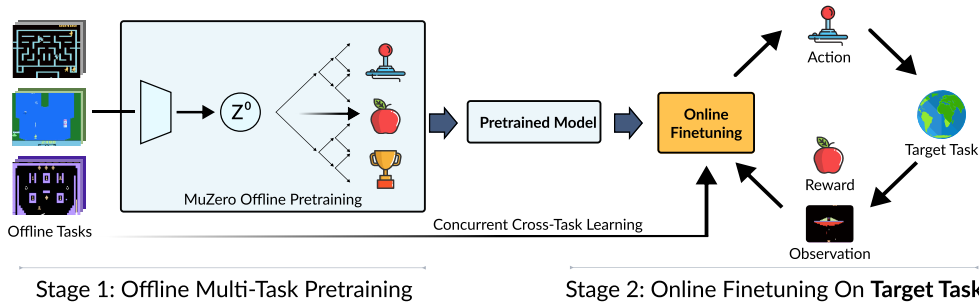 Offline Tasks
Z⁰
MuZero Offline Pretraining
Pretrained Model
Online
Finetuning
Action
Target Task
Reward
Observation
Concurrent Cross-Task Learning
Stage 1: Offline Multi-Task Pretraining
Stage 2: Online Finetuning On Target Task